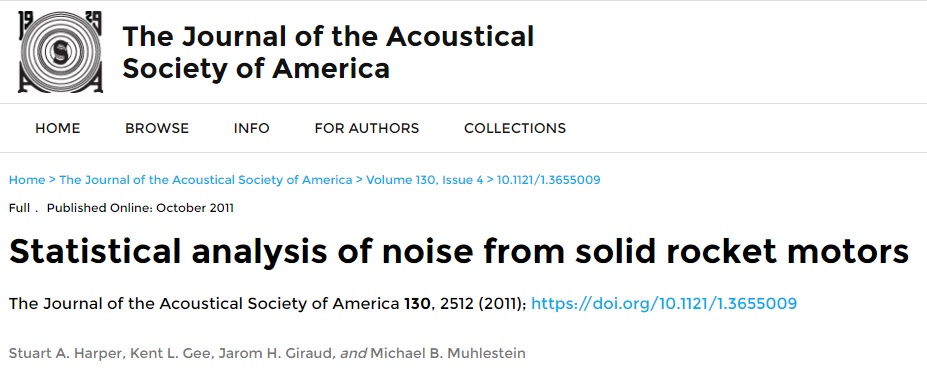 1929
S
A A
The Journal of the Acoustical
Society of America
HOME BROWSE INFO FOR AUTHORS COLLECTIONS
Home > The Journal of the Acoustical Society of America > Volume 130, Issue 4 > 10.1121/1.3655009
Full . Published Online: October 2011
Statistical analysis of noise from solid rocket motors
The Journal of the Acoustical Society of America 130, 2512 (2011); https://doi.org/10.1121/1.3655009
Stuart A. Harper, Kent L. Gee, Jarom H. Giraud, and Michael B. Muhlestein